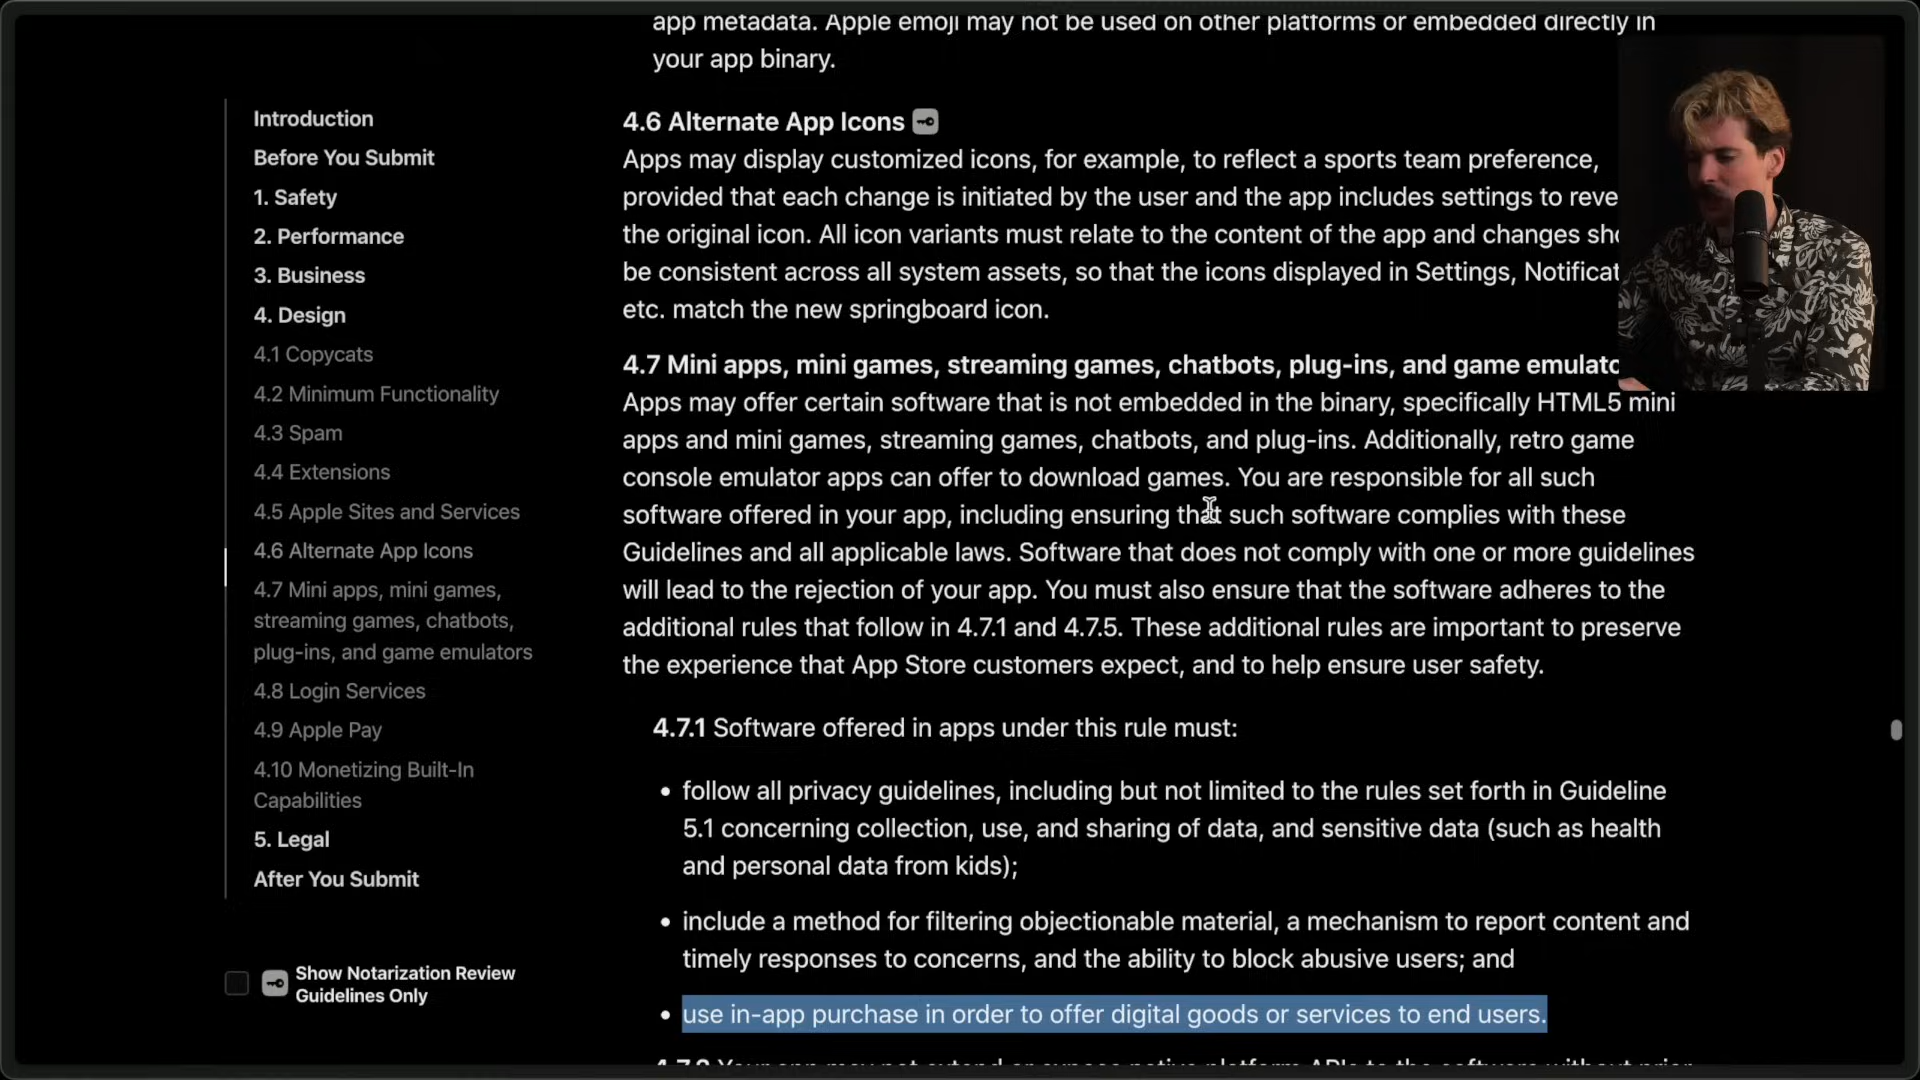 app metadata. Apple emoji may not be used on other platforms or embedded directly in
your app binary.
Introduction
Before You Submit
1. Safety
2. Performance
3. Business
4. Design
4.1 Copycats
4.2 Minimum Functionality
4.3 Spam
4.4 Extensions
4.5 Apple Sites and Services
4.6 Alternate App Icons
4.7 Mini apps, mini games,
streaming games, chatbots,
plug-ins, and game emulators
4.8 Login Services
4.9 Apple Pay
4.10 Monetizing Built-In
Capabilities
5. Legal
After You Submit
Show Notarization Review
Guidelines Only
4.6 Alternate App Icons
Apps may display customized icons, for example, to reflect a sports team preference,
provided that each change is initiated by the user and the app includes settings to reve
the original icon. All icon variants must relate to the content of the app and changes sho
be consistent across all system assets, so that the icons displayed in Settings, Notificat
etc. match the new springboard icon.
4.7 Mini apps, mini games, streaming games, chatbots, plug-ins, and game emulato
Apps may offer certain software that is not embedded in the binary, specifically HTML5 mini
apps and mini games, streaming games, chatbots, and plug-ins. Additionally, retro game
console emulator apps can offer to download games. You are responsible for all such
software offered in your app, including ensuring that such software complies with these
Guidelines and all applicable laws. Software that does not comply with one or more guidelines
will lead to the rejection of your app. You must also ensure that the software adheres to the
additional rules that follow in 4.7.1 and 4.7.5. These additional rules are important to preserve
the experience that App Store customers expect, and to help ensure user safety.
4.7.1 Software offered in apps under this rule must:
• follow all privacy guidelines, including but not limited to the rules set forth in Guideline
5.1 concerning collection, use, and sharing of data, and sensitive data (such as health
and personal data from kids);
• include a method for filtering objectionable material, a mechanism to report content and
timely responses to concerns, and the ability to block abusive users; and
• use in-app purchase in order to offer digital goods or services to end users.
4.7.2 Your app may not extend or expose native platform APIs to the software without prior